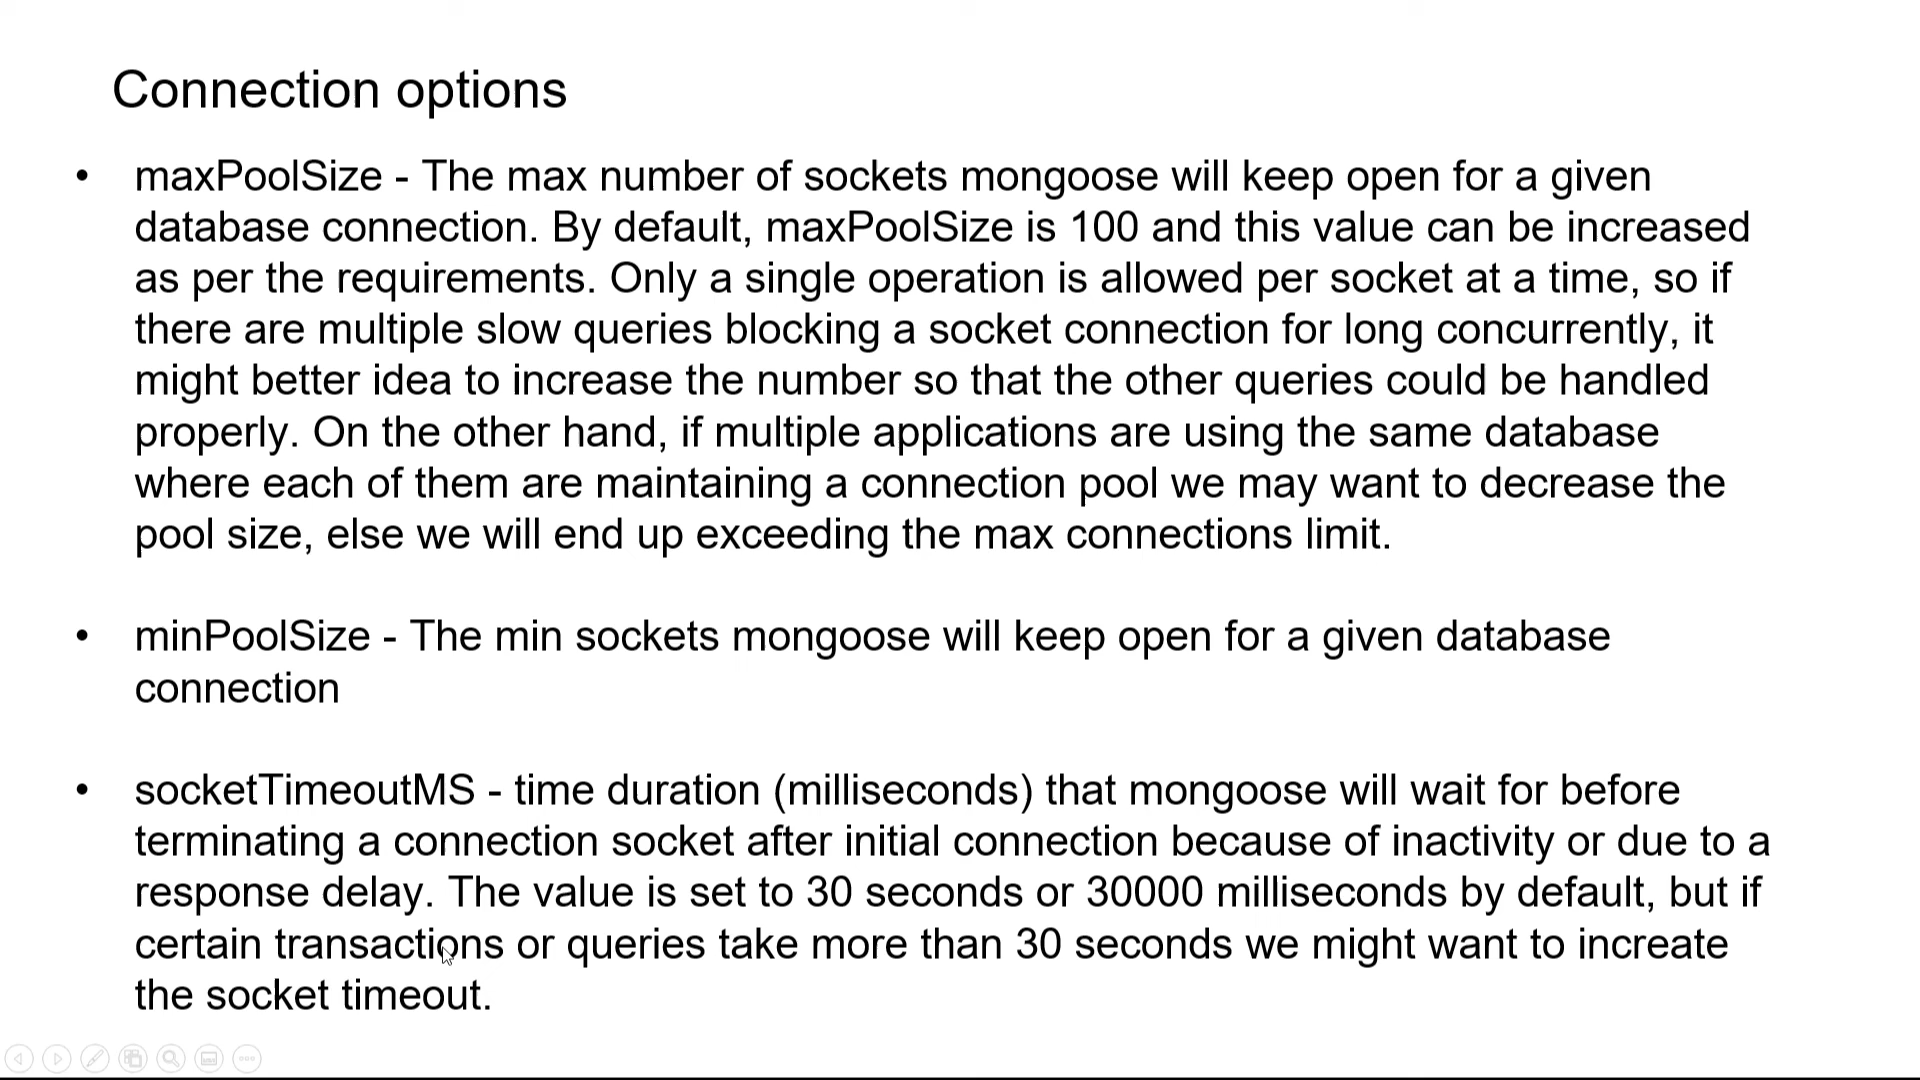 Connection options
• maxPoolSize - The max number of sockets mongoose will keep open for a given
database connection. By default, maxPoolSize is 100 and this value can be increased
as per the requirements. Only a single operation is allowed per socket at a time, so if
there are multiple slow queries blocking a socket connection for long concurrently, it
might better idea to increase the number so that the other queries could be handled
properly. On the other hand, if multiple applications are using the same database
where each of them are maintaining a connection pool we may want to decrease the
pool size, else we will end up exceeding the max connections limit.
• minPoolSize - The min sockets mongoose will keep open for a given database
connection
• socketTimeoutMS - time duration (milliseconds) that mongoose will wait for before
terminating a connection socket after initial connection because of inactivity or due to a
response delay. The value is set to 30 seconds or 30000 milliseconds by default, but if
certain transactions or queries take more than 30 seconds we might want to increate
the socket timeout.